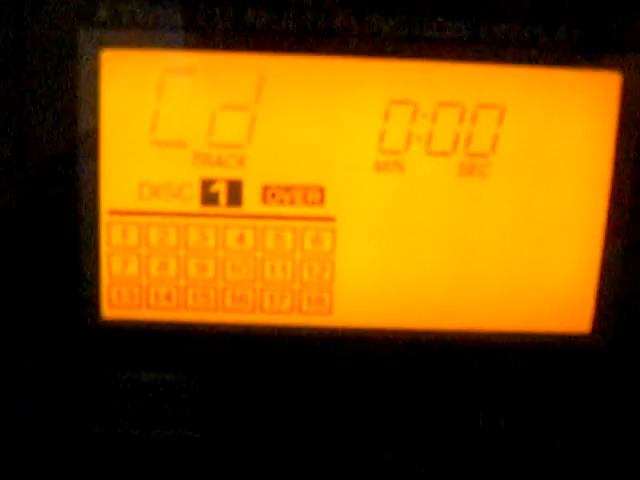 Cd 0:00
TRACK MIN SEC
DISC 1 OVER
1 2 3 4 5 6
7 8 9 10 11 12
13 14 15 16 17 18